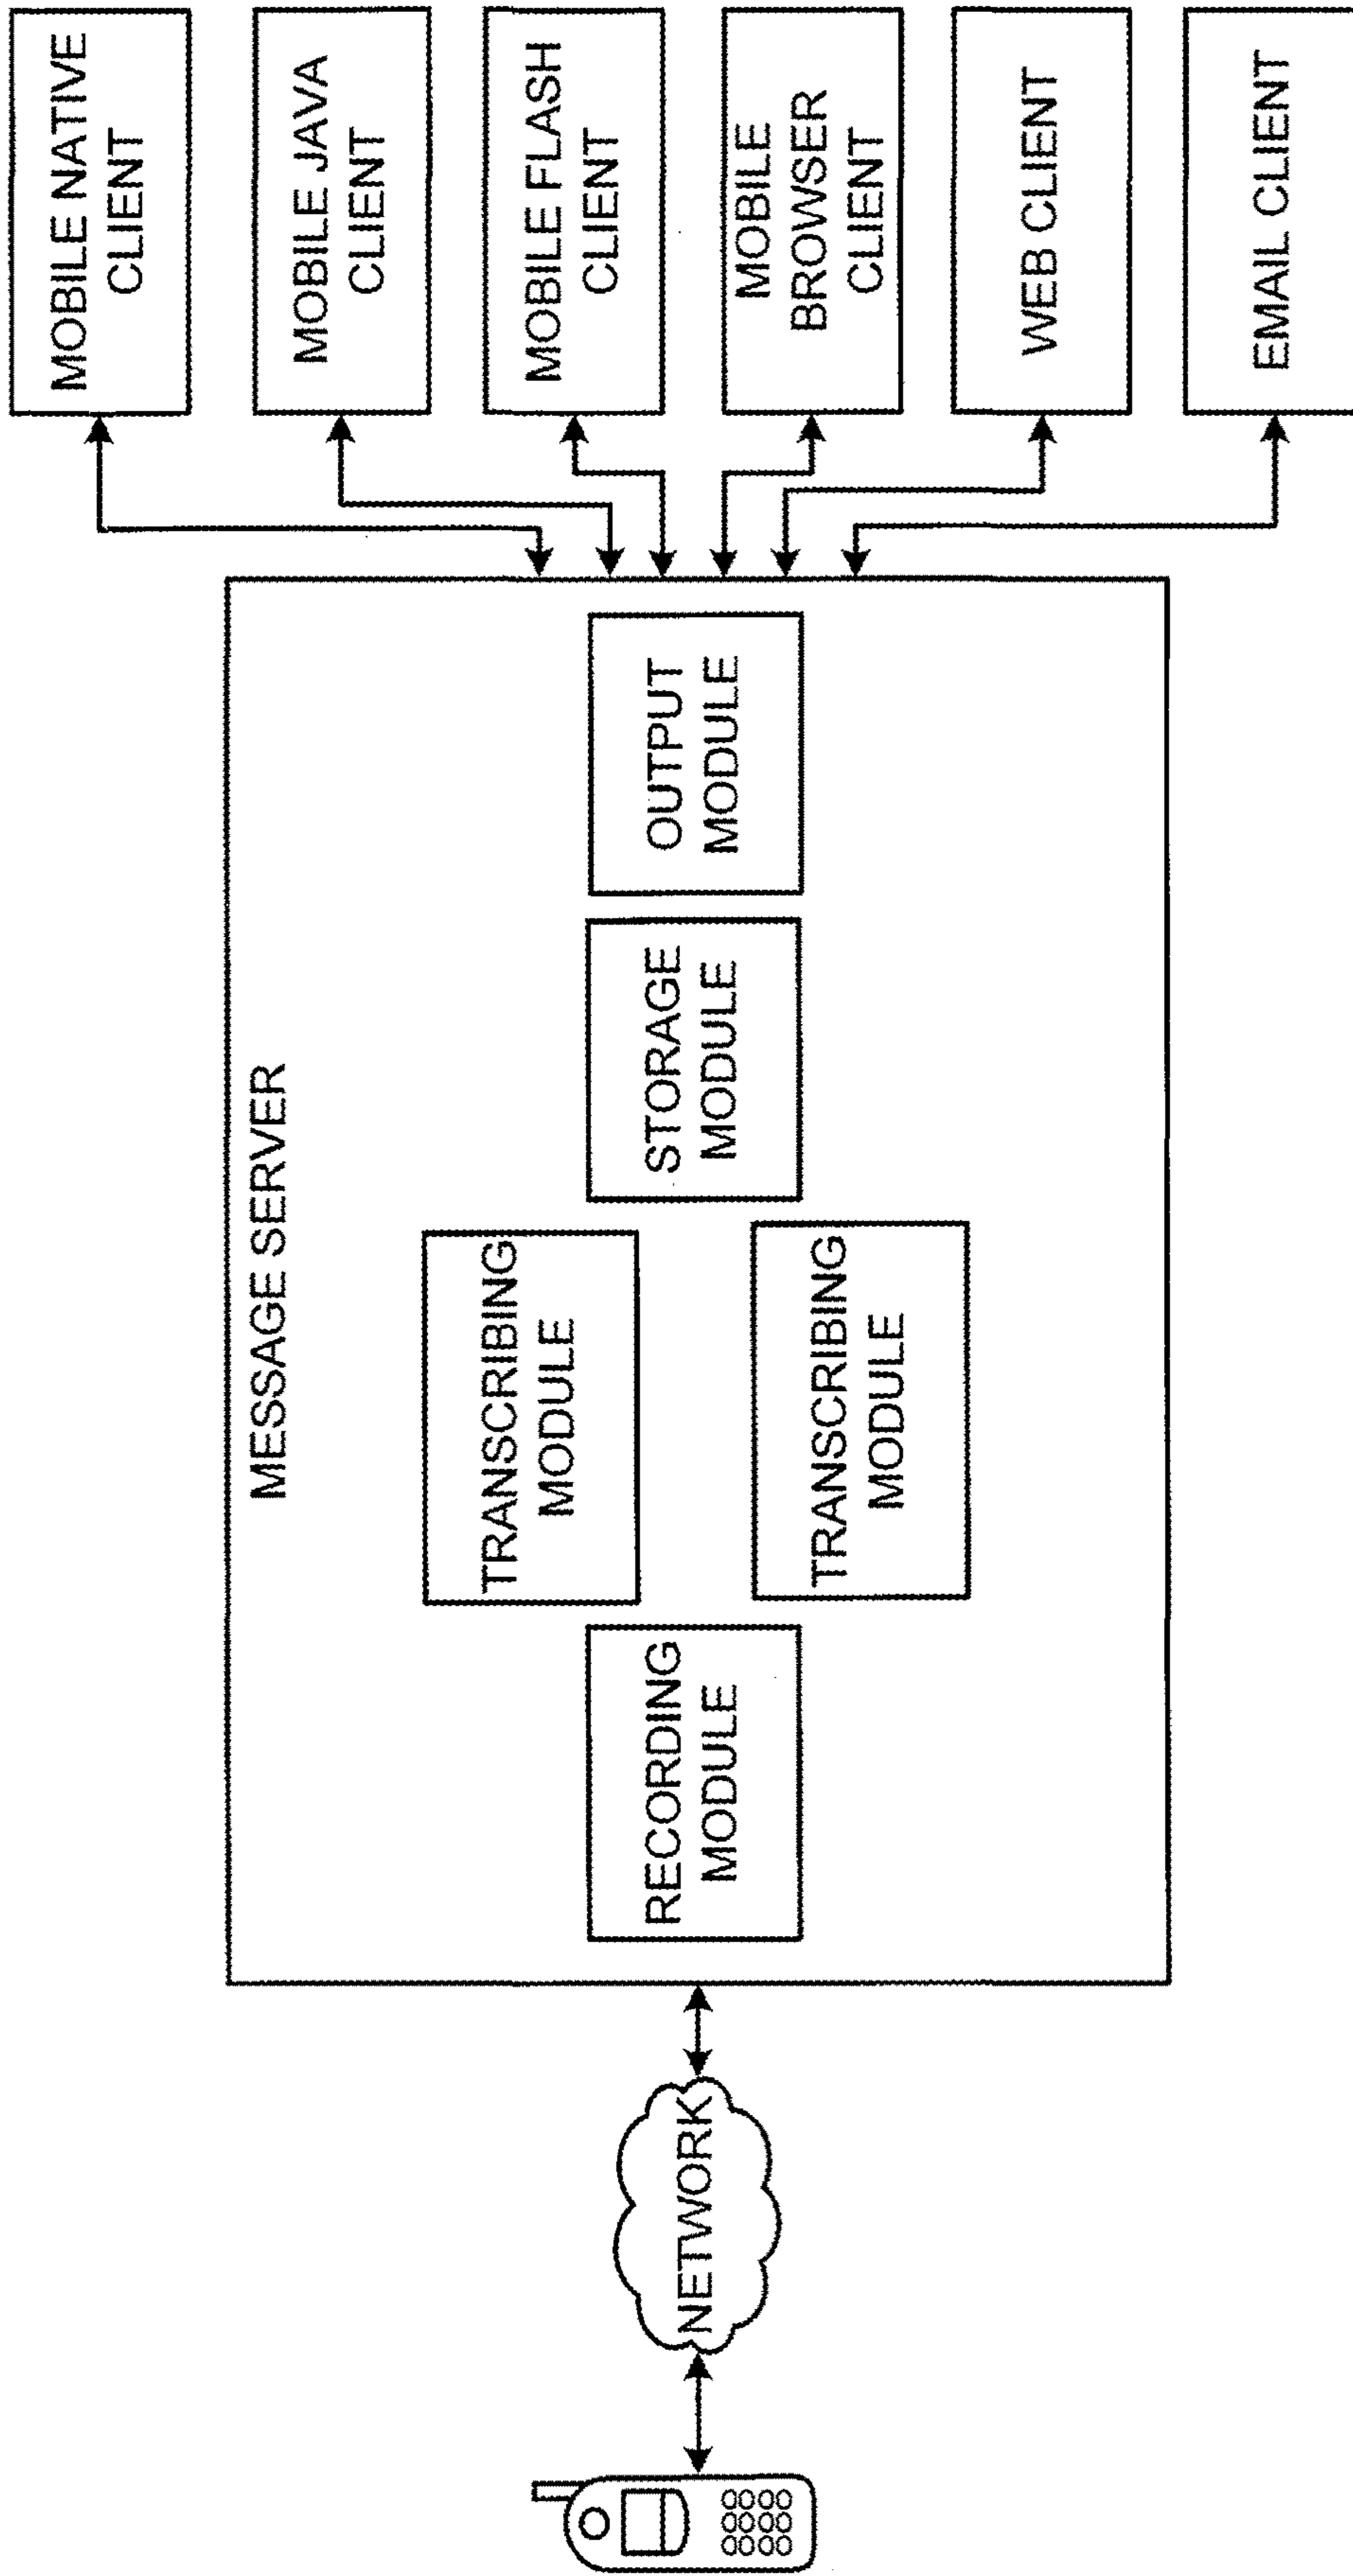 MESSAGE SERVER
NETWORK
RECORDING
MODULE
TRANSCRIBING
MODULE
TRANSCRIBING
MODULE
STORAGE
MODULE
OUTPUT
MODULE
MOBILE NATIVE
CLIENT
MOBILE JAVA
CLIENT
MOBILE FLASH
CLIENT
MOBILE
BROWSER
CLIENT
WEB CLIENT
EMAIL CLIENT